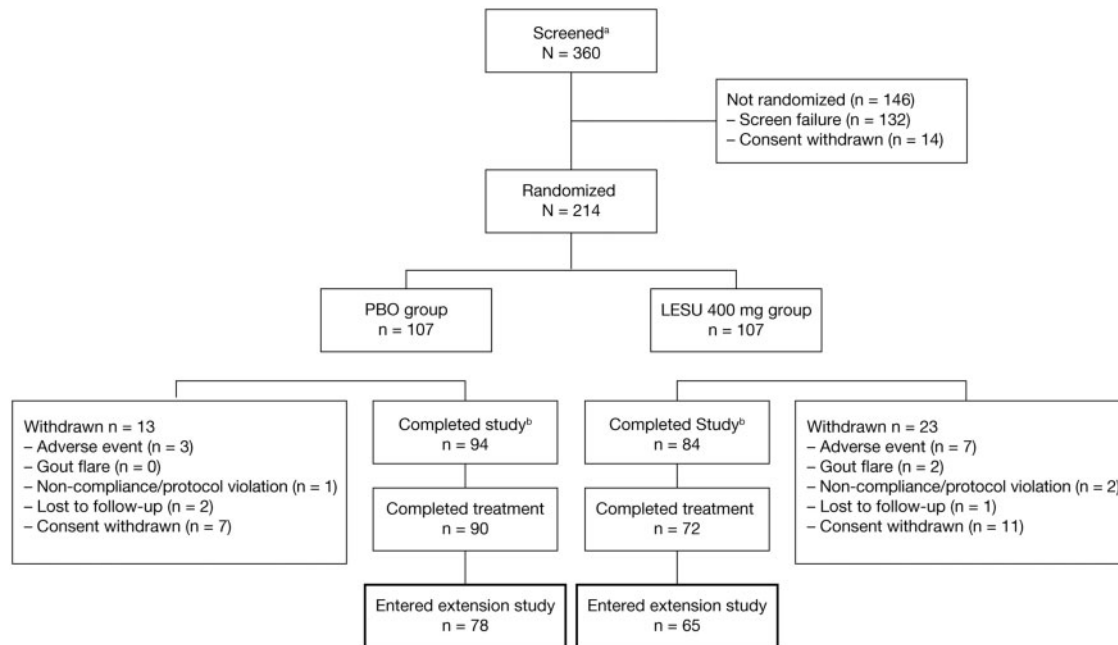 Screenedᵃ
N = 360
Not randomized (n = 146)
– Screen failure (n = 132)
– Consent withdrawn (n = 14)
Randomized
N = 214
PBO group
n = 107
LESU 400 mg group
n = 107
Withdrawn n = 13
– Adverse event (n = 3)
– Gout flare (n = 0)
– Non-compliance/protocol violation (n = 1)
– Lost to follow-up (n = 2)
– Consent withdrawn (n = 7)
Completed studyᵇ
n = 94
Completed Studyᵇ
n = 84
Withdrawn n = 23
– Adverse event (n = 7)
– Gout flare (n = 2)
– Non-compliance/protocol violation (n = 2)
– Lost to follow-up (n = 1)
– Consent withdrawn (n = 11)
Completed treatment
n = 90
Completed treatment
n = 72
Entered extension study
n = 78
Entered extension study
n = 65